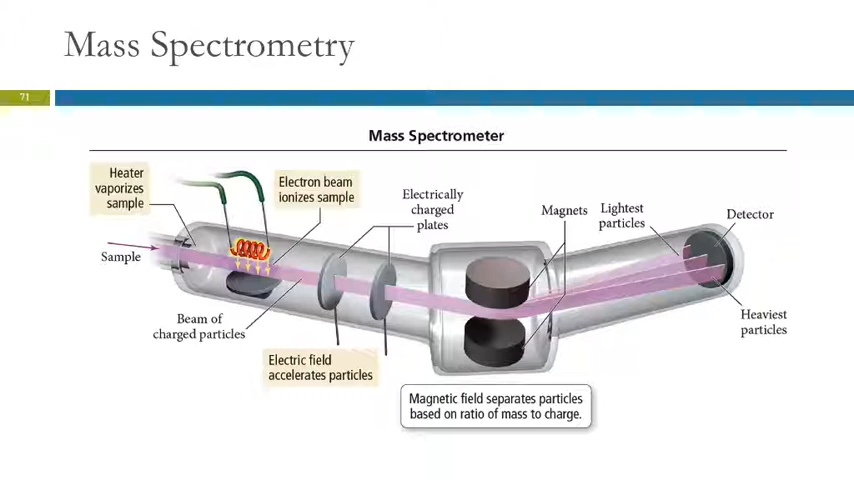 Mass Spectrometry
71
Mass Spectrometer
Heater
vaporizes
sample
Electron beam
ionizes sample
Electrically
charged
plates
Magnets
Lightest
particles
Detector
Sample
Beam of
charged particles
Heaviest
particles
Electric field
accelerates particles
Magnetic field separates particles
based on ratio of mass to charge.